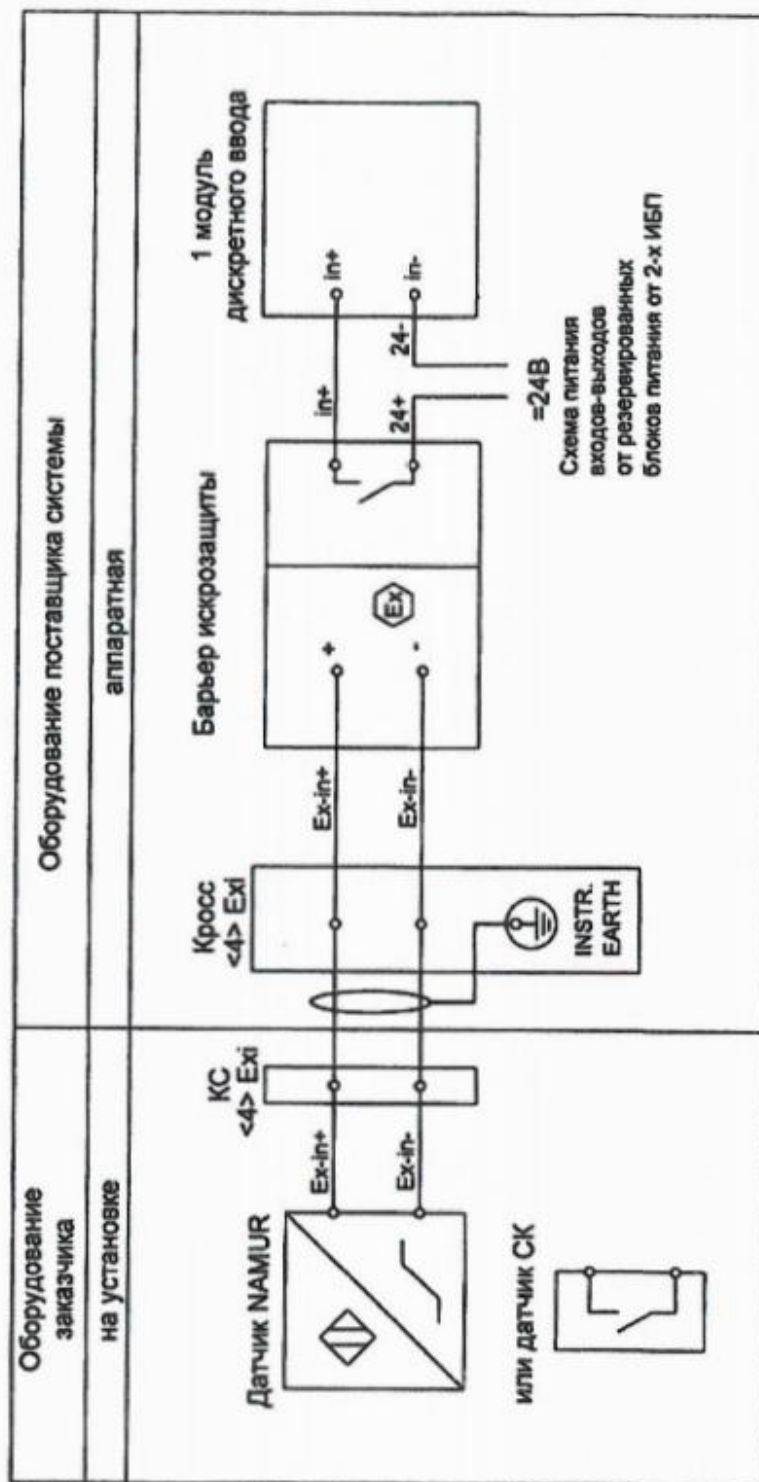 Оборудование
заказчика
Оборудование поставщика системы
на установке
аппаратная
Датчик NAMUR
Ex-in+
Ex-in-
или датчик СК
КС
<4> Exi
Кросс
<4> Exi
INSTR.
EARTH
Ex-in+
Ex-in-
Барьер искрозащиты
+
-
Ex
in+
24+
24-
=24В
Схема питания
входов-выходов
от резервированных
блоков питания от 2-х ИБП
1 модуль
дискретного ввода
in+
in-